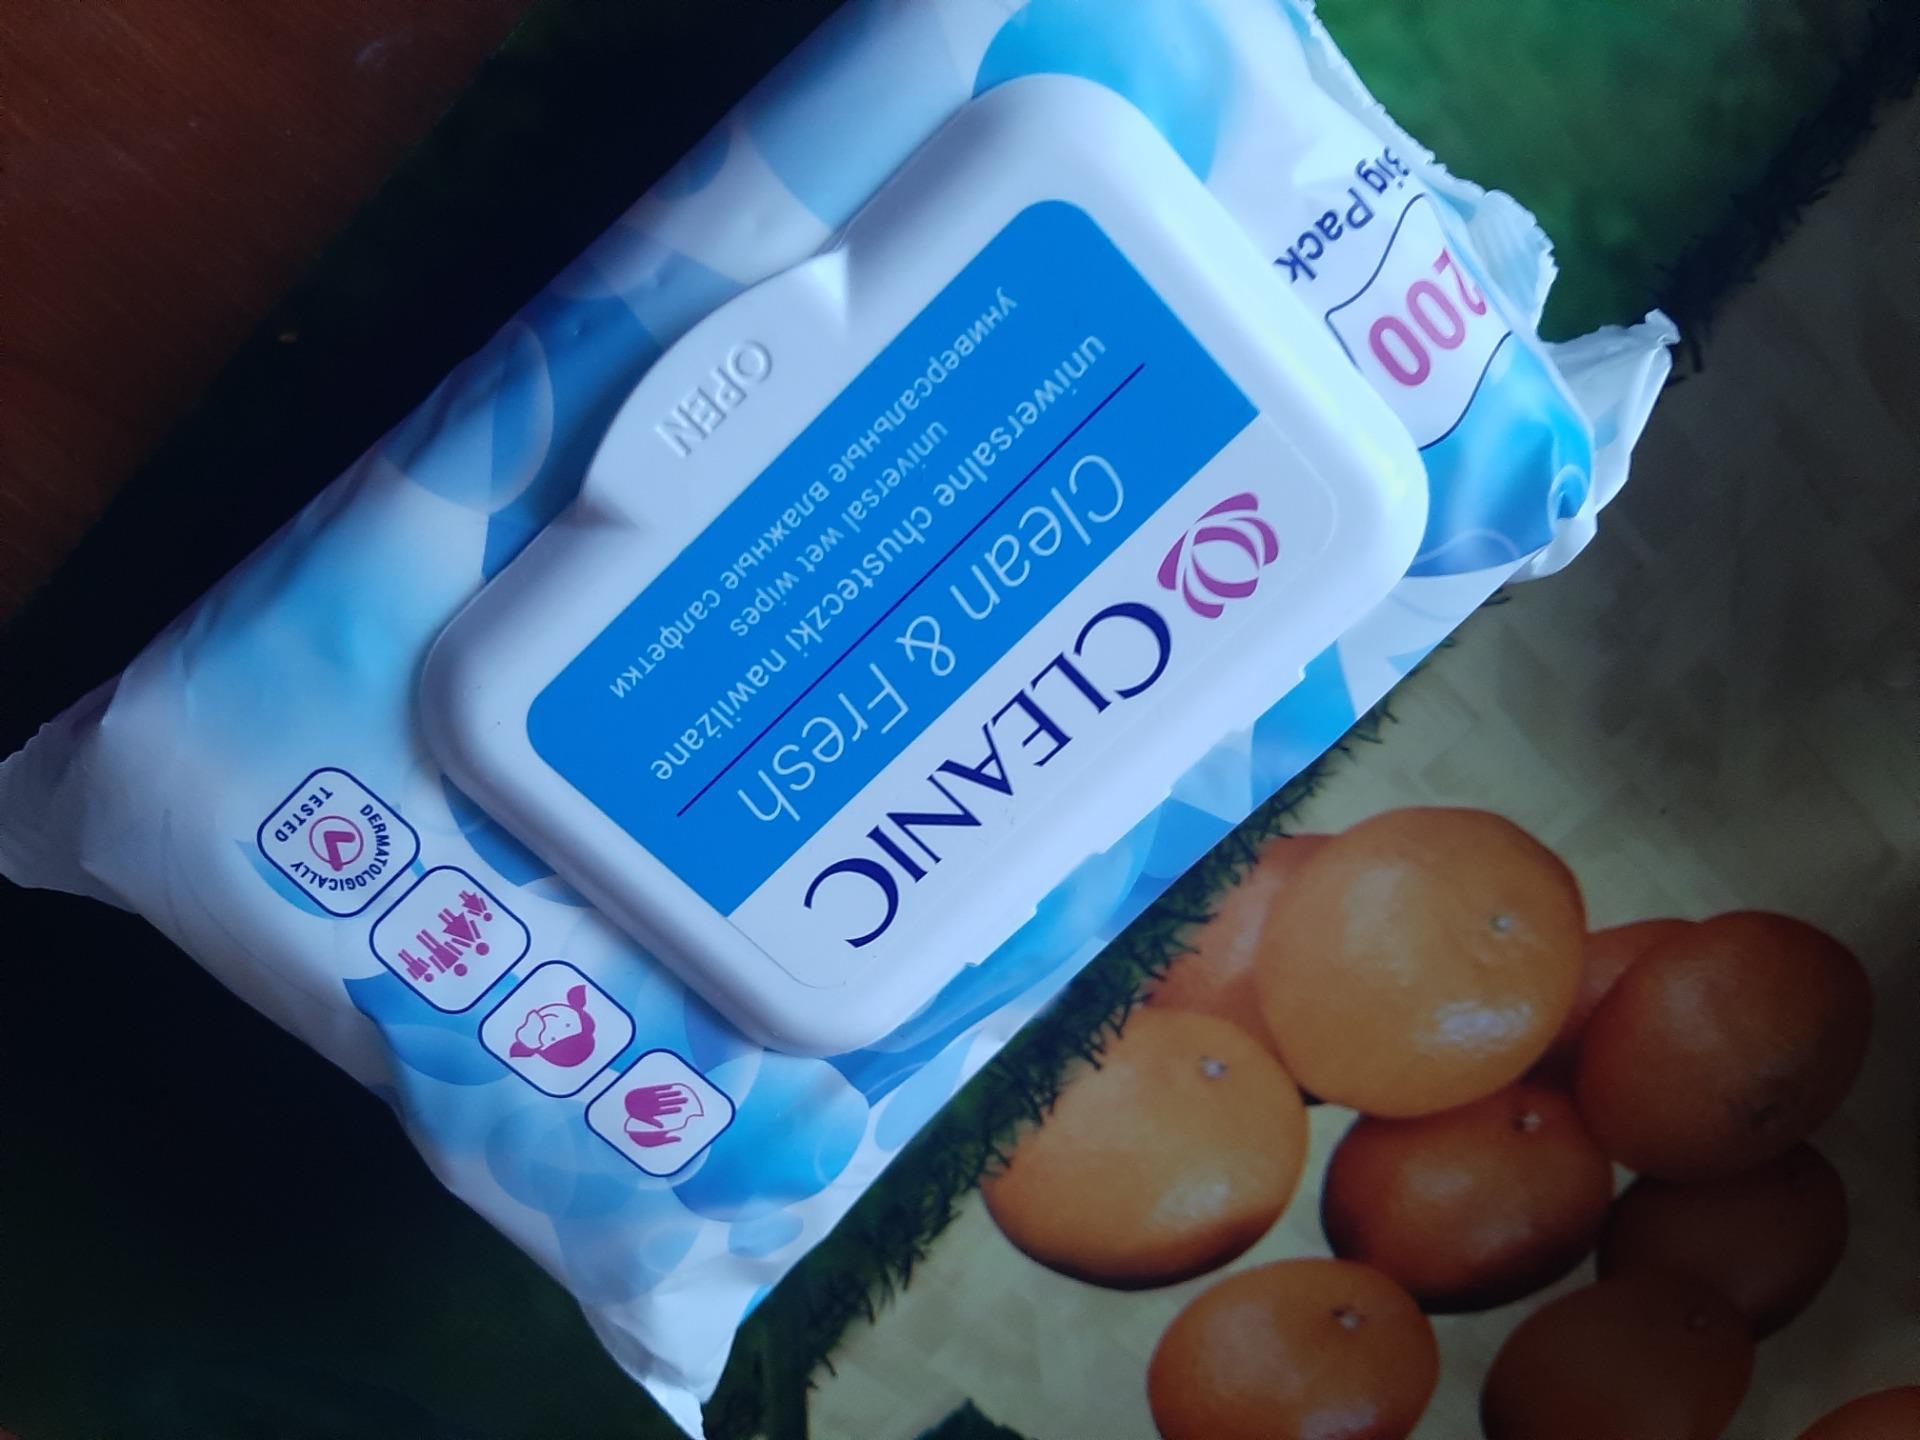 CLEANIC
Clean & Fresh
uniwersalne chusteczki nawilżane
universal wet wipes
универсальные влажные салфетки
OPEN
Big Pack
200
DERMATOLOGICALLY
TESTED